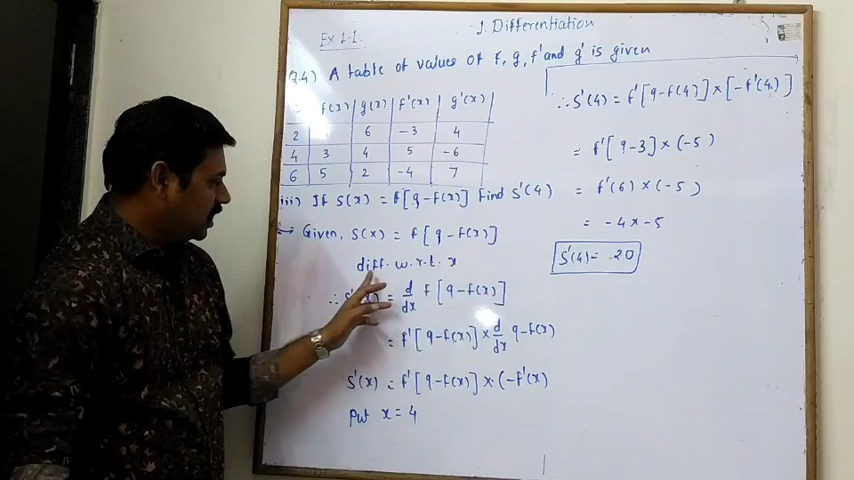 1. Differentiation
Ex 1.1.
Q.4) A table of values of f, g, f' and g' is given
f(x) g(x) f'(x) g'(x)
2 6 -3 4
4 3 4 5 -6
6 5 2 -4 7
iii) If S(x) = f[9-f(x)] Find S'(4)
Given, S(x) = f[9-f(x)]
diff. w.r.t. x
∴ S'(x) = d/dx f[9-f(x)]
= f'[9-f(x)] × d/dx 9-f(x)
S'(x) = f'[9-f(x)] × (-f'(x)
Put x = 4
∴ S'(4) = f'[9-f(4)] × [-f'(4)]
= f'[9-3] × (-5)
= f'(6) × (-5)
= -4 × -5
S'(4) = 20